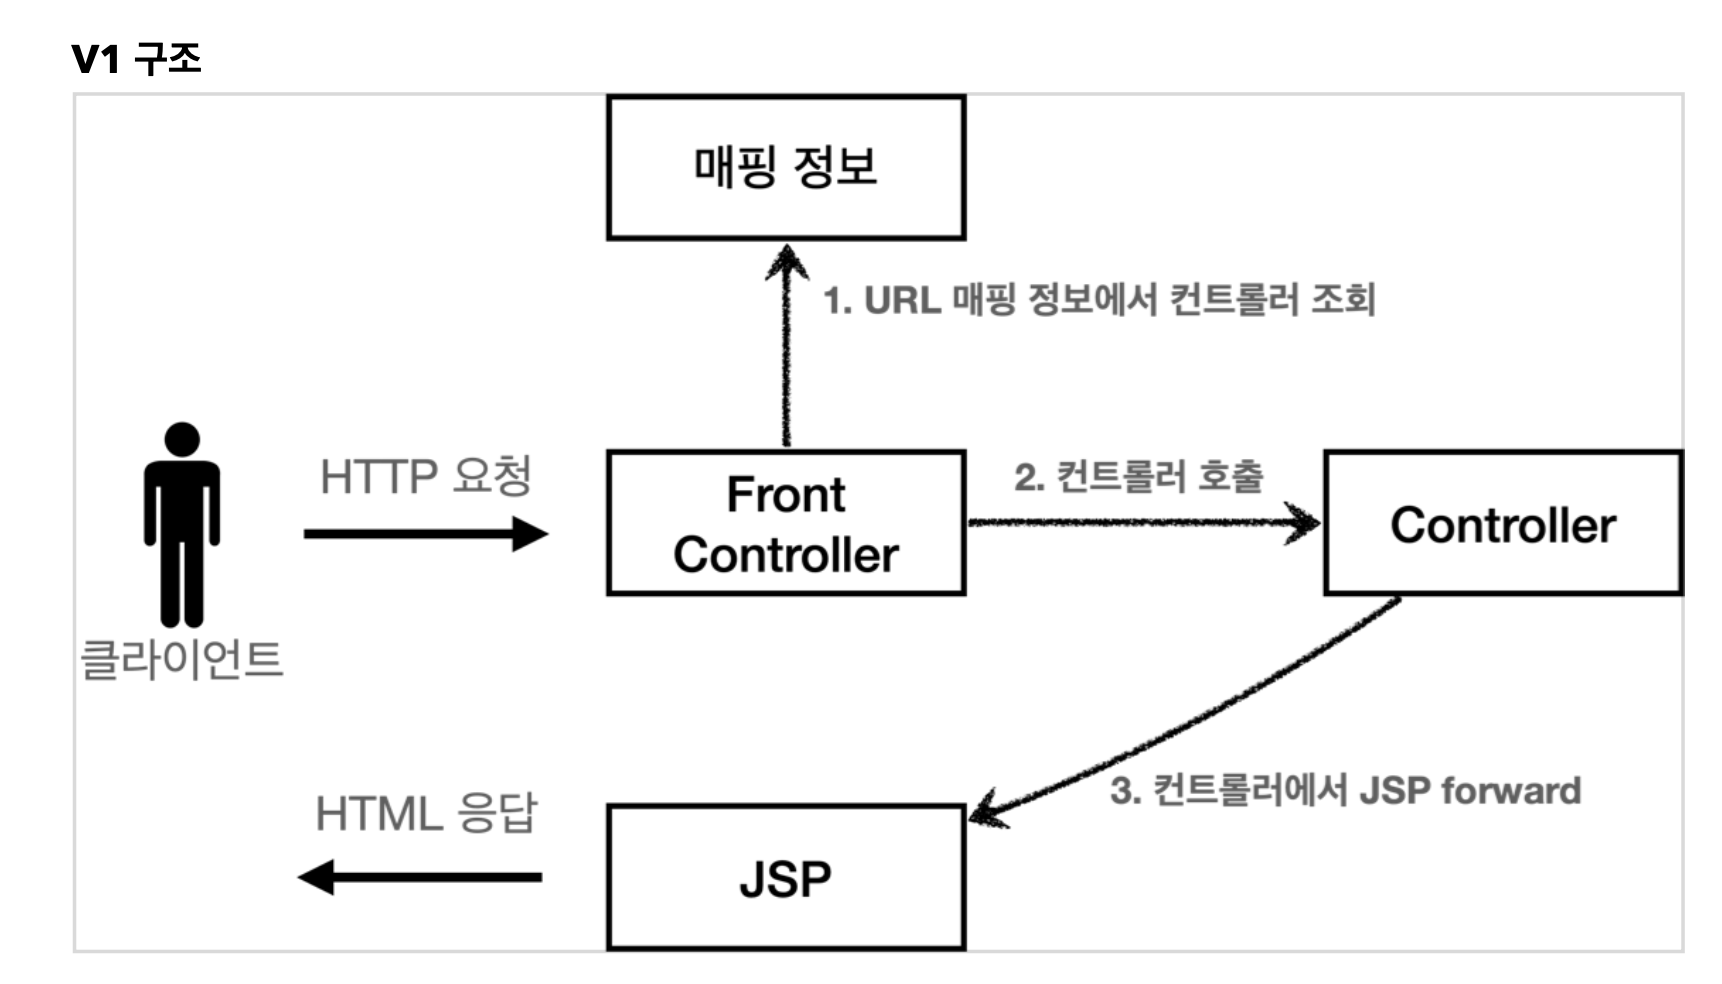 V1 구조
매핑 정보
1. URL 매핑 정보에서 컨트롤러 조회
HTTP 요청
Front
Controller
2. 컨트롤러 호출
Controller
클라이언트
3. 컨트롤러에서 JSP forward
HTML 응답
JSP